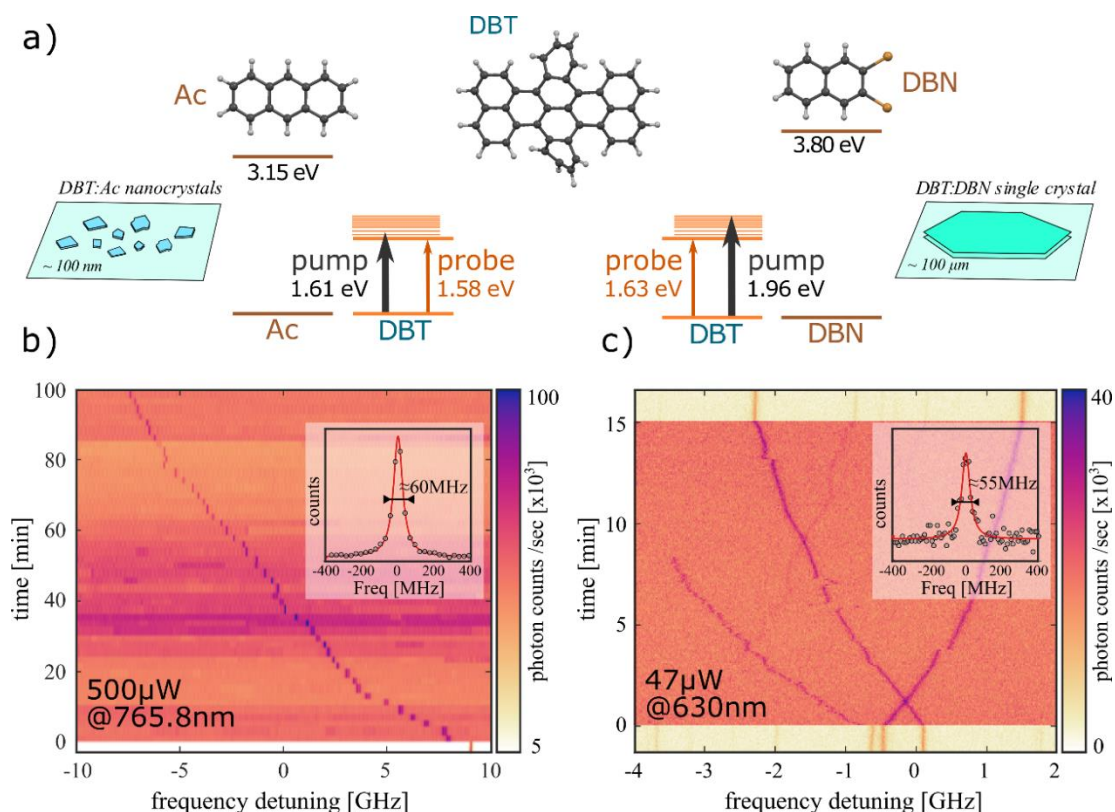 a)
DBT
Ac
DBN
3.15 eV
3.80 eV
DBT:Ac nanocrystals
~ 100 nm
DBT:DBN single crystal
~ 100 μm
pump
1.61 eV
probe
1.58 eV
probe
1.63 eV
pump
1.96 eV
Ac
DBT
DBT
DBN
b)
100
80
60
40
20
0
time [min]
-10
-5
0
5
10
frequency detuning [GHz]
500μW
@765.8nm
counts
≈60MHz
-400 -200 0 200 400
Freq [MHz]
100
5
photon counts /sec [x10³]
c)
15
10
5
0
time [min]
-4
-3
-2
-1
0
1
2
frequency detuning [GHz]
47μW
@630nm
counts
≈55MHz
-400 -200 0 200 400
Freq [MHz]
40
0
photon counts /sec [x10³]